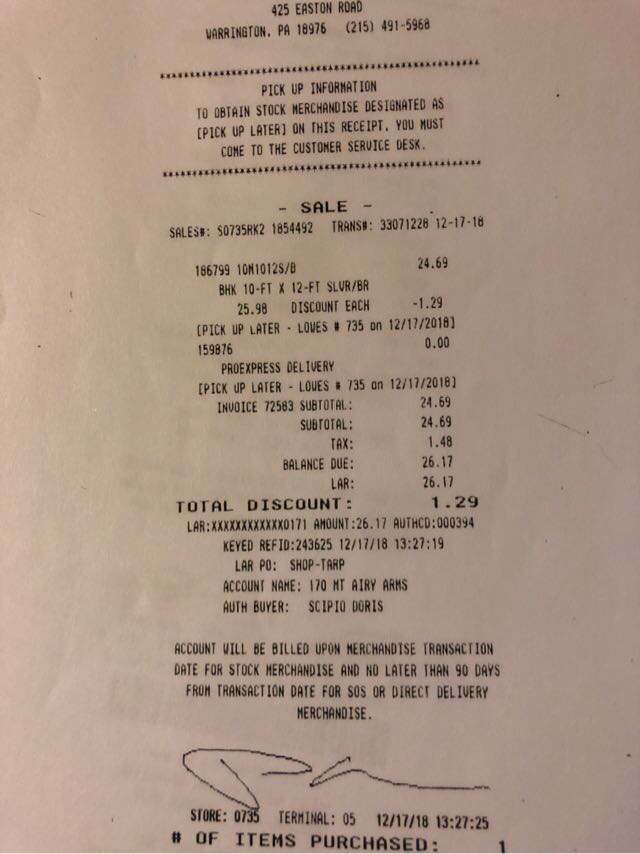 425 EASTON ROAD
WARRINGTON, PA 18976 (215) 491-5968
*******************************************************
PICK UP INFORMATION
TO OBTAIN STOCK MERCHANDISE DESIGNATED AS
[PICK UP LATER] ON THIS RECEIPT, YOU MUST
COME TO THE CUSTOMER SERVICE DESK.
*******************************************************
- SALE -
SALES#: S0735RK2 1854492 TRANS#: 33071228 12-17-18
186799 10M1012S/B 24.69
BHK 10-FT X 12-FT SLVR/BR
25.98 DISCOUNT EACH -1.29
[PICK UP LATER - LOWES # 735 on 12/17/2018]
159876 0.00
PROEXPRESS DELIVERY
[PICK UP LATER - LOWES # 735 on 12/17/2018]
INVOICE 72583 SUBTOTAL: 24.69
SUBTOTAL: 24.69
TAX: 1.48
BALANCE DUE: 26.17
LAR: 26.17
TOTAL DISCOUNT: 1.29
LAR:XXXXXXXXXXXX0171 AMOUNT:26.17 AUTHCD:000394
KEYED REFID:243625 12/17/18 13:27:19
LAR PO: SHOP-TARP
ACCOUNT NAME: 170 MT AIRY ARMS
AUTH BUYER: SCIPIO DORIS
ACCOUNT WILL BE BILLED UPON MERCHANDISE TRANSACTION
DATE FOR STOCK MERCHANDISE AND NO LATER THAN 90 DAYS
FROM TRANSACTION DATE FOR SOS OR DIRECT DELIVERY
MERCHANDISE.
STORE: 0735 TERMINAL: 05 12/17/18 13:27:25
# OF ITEMS PURCHASED: 1